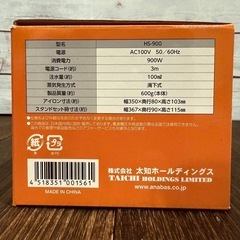 型名 HS-900
電源 AC100V 50/60Hz
消費電力 900W
電源コード(約) 3m
注水量(約) 100ml
蒸気発生方式 滴下式
製品質量(約) 600g(本体)
アイロン寸法(約) 幅350×奥行80×高さ103㎜
スタンドセット時寸法(約) 幅367×奥行90×高さ115㎜
紙
株式会社 太知ホールディングス
TAICHI HOLDINGS LIMITED
www.anabas.co.jp
4518351001561
MADE IN CHINA